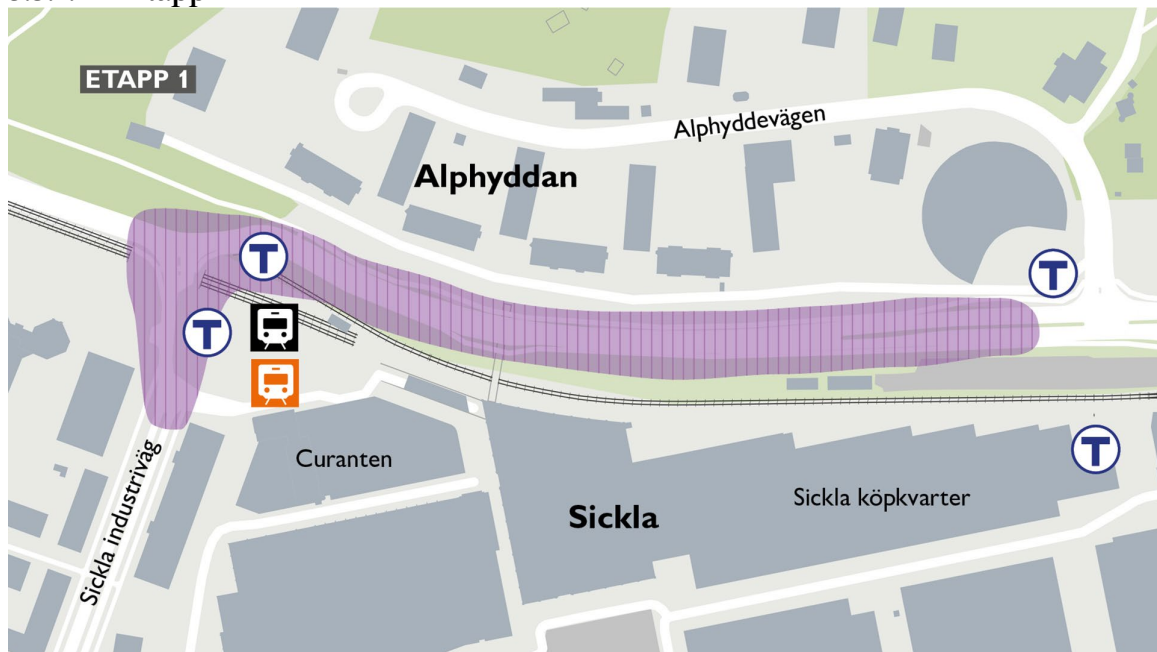 ETAPP 1
Alphyddevägen
Alphyddan
T
T
T
Curanten
Sickla köpkvarter
T
Sickla
Sickla industriväg